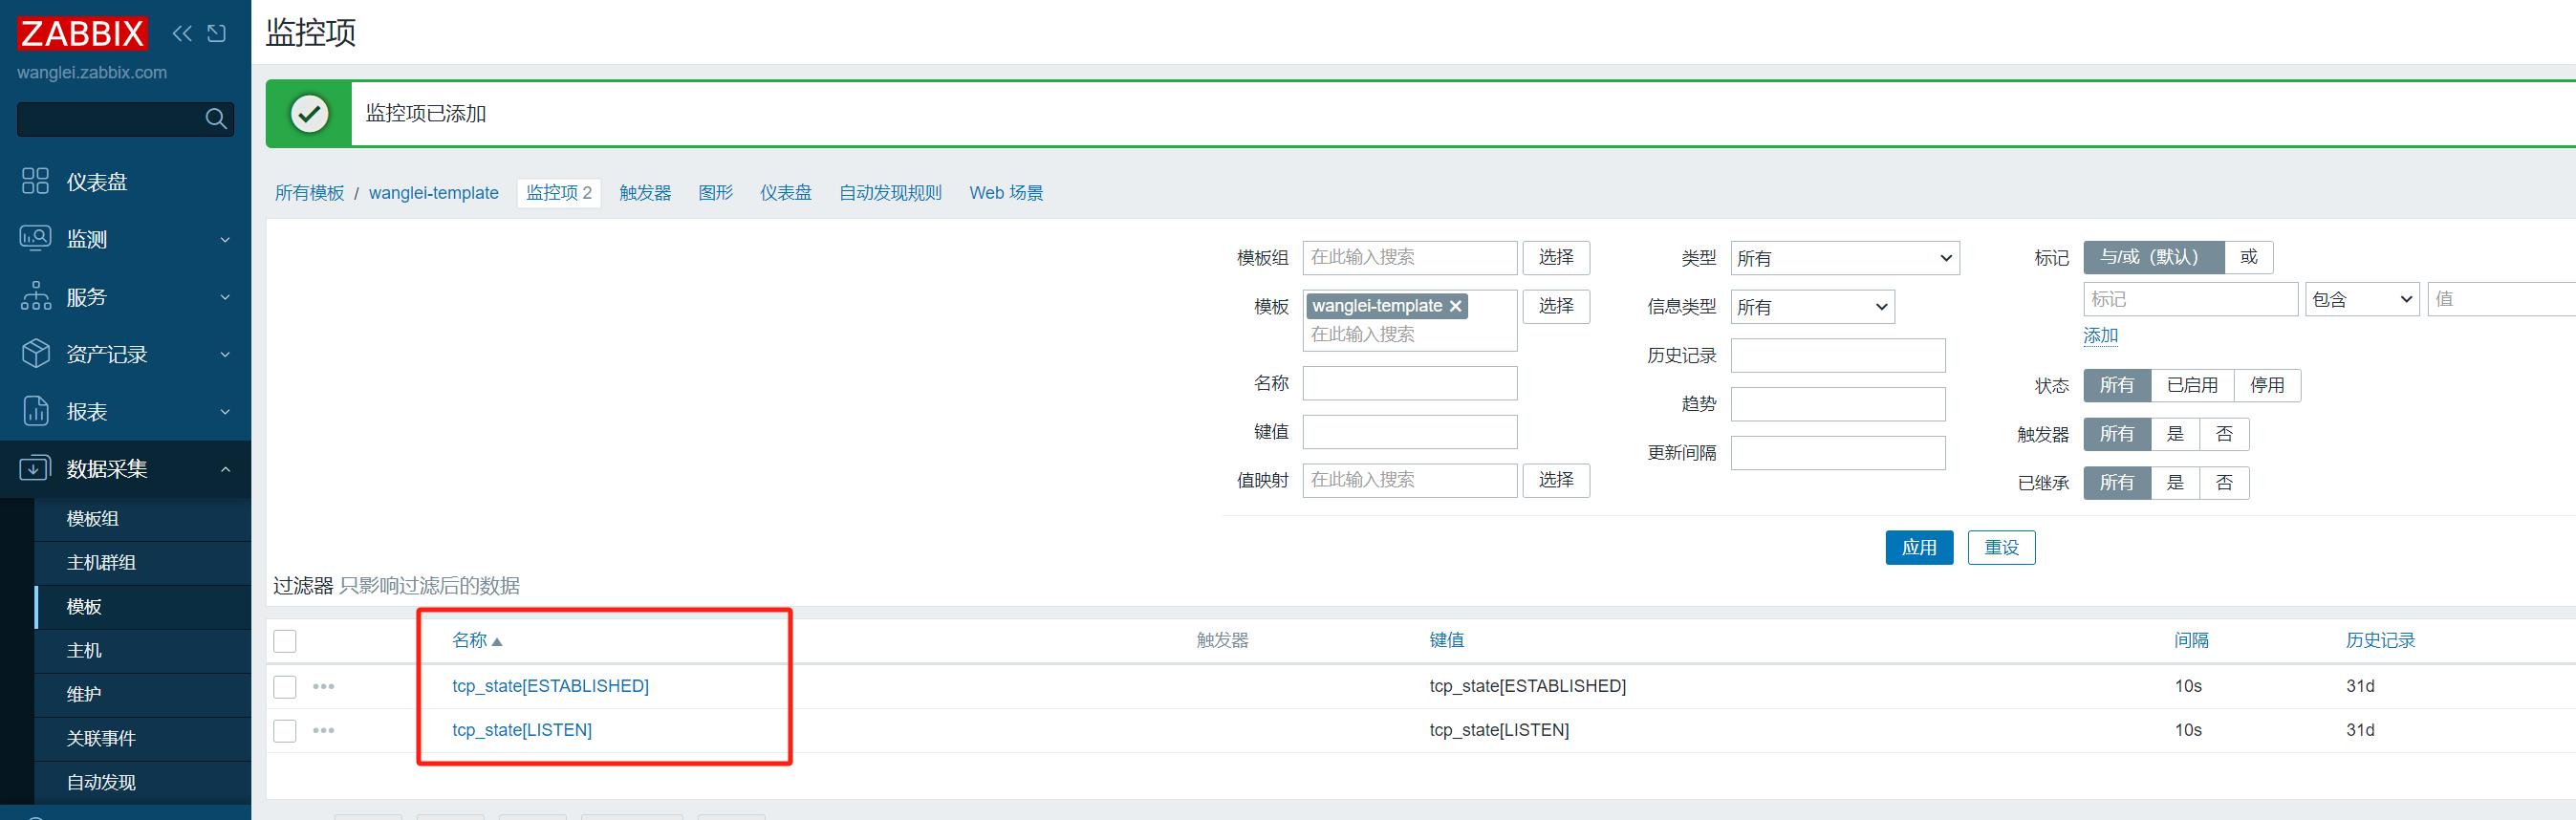 ZABBIX
wanglei.zabbix.com
仪表盘
监测
服务
资产记录
报表
数据采集
模板组
主机群组
模板
主机
维护
关联事件
自动发现
监控项
监控项已添加
所有模板 / wanglei-template 监控项 2 触发器 图形 仪表盘 自动发现规则 Web 场景
模板组 在此输入搜索 选择
模板 wanglei-template 选择
在此输入搜索
名称
键值
值映射 在此输入搜索 选择
类型 所有
信息类型 所有
历史记录
趋势
更新间隔
标记 与/或（默认） 或
标记 包含 值
添加
状态 所有 已启用 停用
触发器 所有 是 否
已继承 所有 是 否
应用 重设
过滤器 只影响过滤后的数据
名称 触发器 键值 间隔 历史记录
tcp_state[ESTABLISHED] tcp_state[ESTABLISHED] 10s 31d
tcp_state[LISTEN] tcp_state[LISTEN] 10s 31d